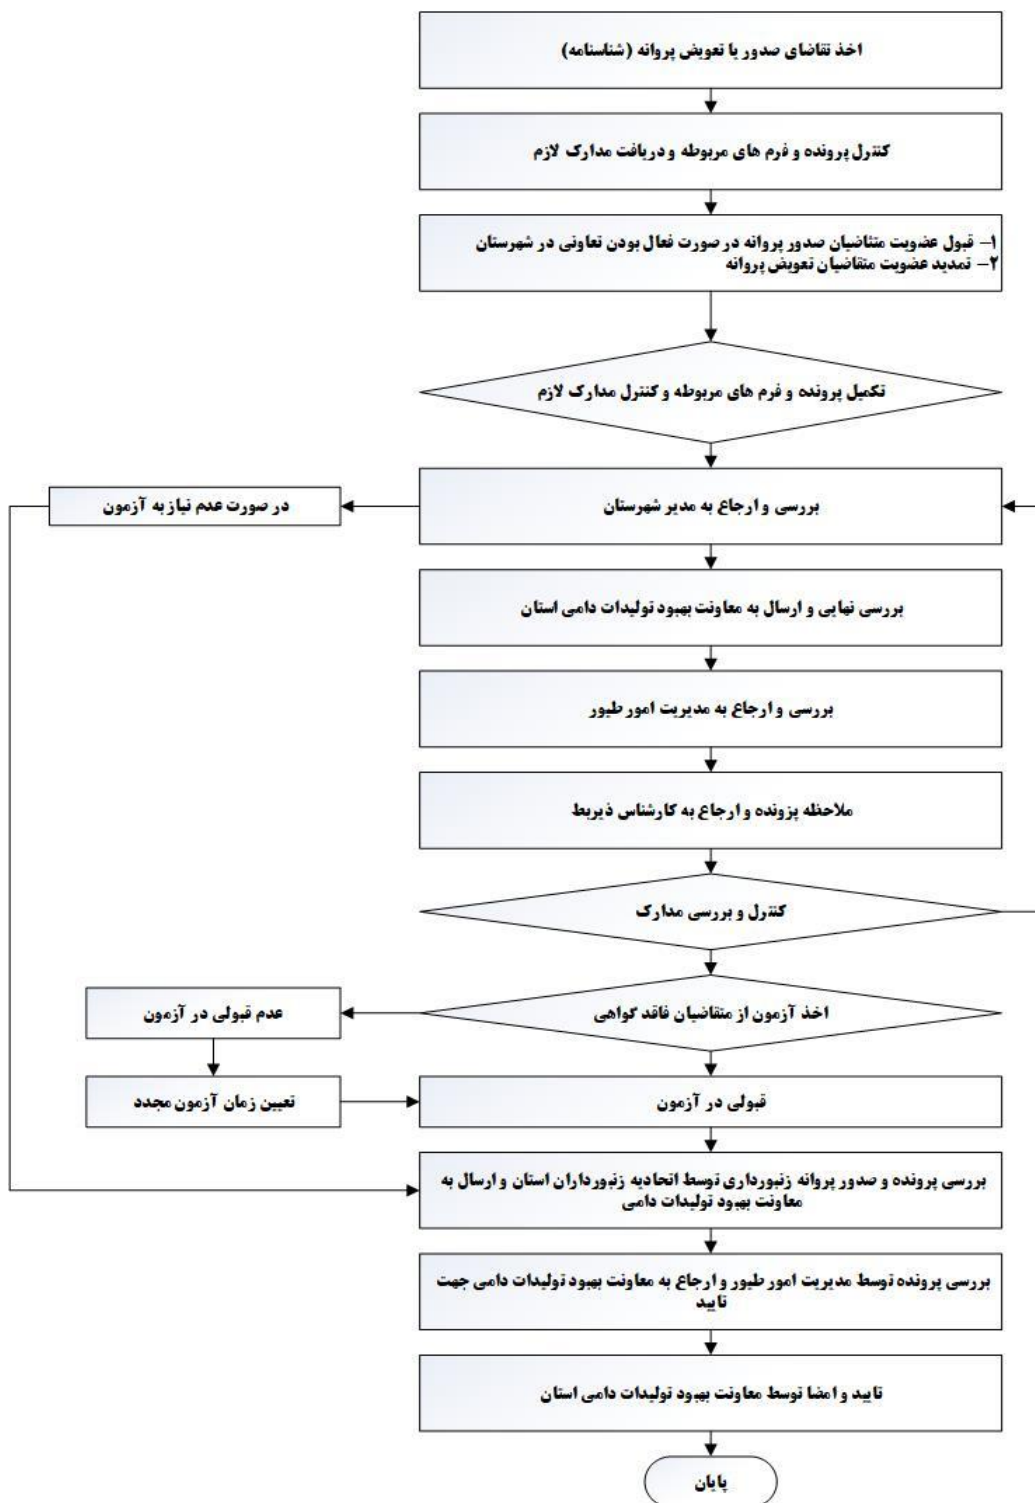 اخذ تقاضای صدور یا تعویض پروانه (شناسنامه)
کنترل پرونده و فرم های مربوطه و دریافت مدارک لازم
۱- قبول عضویت متثاضیان صدور پروانه در صورت فعال بودن تعاونی در شهرستان
۲- تمدید عضویت متقاضیان تعویض پروانه
تکمیل پرونده و فرم های مربوطه و کنترل مدارک لازم
بررسی و ارجاع به مدیر شهرستان
در صورت عدم نیاز به آزمون
بررسی نهایی و ارسال به معاونت بهبود تولیدات دامی استان
بررسی و ارجاع به مدیریت امور طیور
ملاحظه پزونده و ارجاع به کارشناس ذیربط
کنترل و بررسی مدارک
اخذ آزمون از متقاضیان فاقد گواهی
عدم قبولی در آزمون
قبولی در آزمون
تعیین زمان آزمون مجدد
بررسی پرونده و صدور پروانه زنبورداری توسط اتحادیه زنبورداران استان و ارسال به
معاونت بهبود تولیدات دامی
بررسی پرونده توسط مدیریت امور طیور و ارجاع به معاونت بهبود تولیدات دامی جهت
تایید
تایید و امضا توسط معاونت بهبود تولیدات دامی استان
پایان